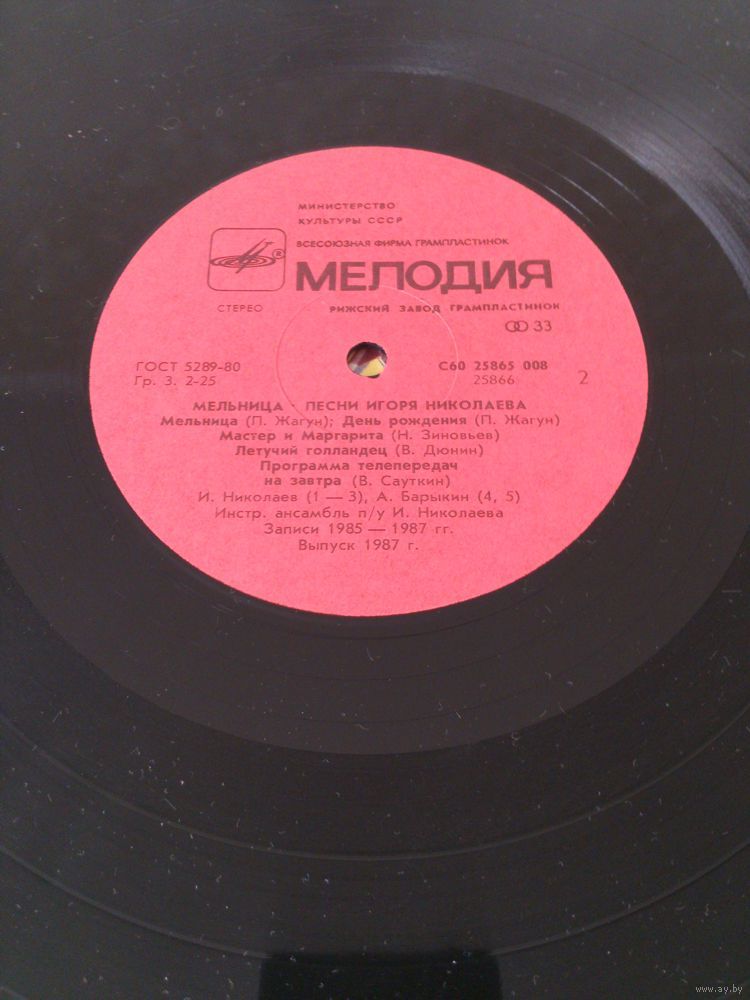 МИНИСТЕРСТВО
КУЛЬТУРЫ СССР
ВСЕСОЮЗНАЯ ФИРМА ГРАМПЛАСТИНОК
®
МЕЛОДИЯ
СТЕРЕО
РИЖСКИЙ ЗАВОД ГРАМПЛАСТИНОК
33
ГОСТ 5289-80
Гр. 3. 2-25
С60 25865 008
25866
2
МЕЛЬНИЦА · ПЕСНИ ИГОРЯ НИКОЛАЕВА
Мельница (П. Жагун); День рождения (П. Жагун)
Мастер и Маргарита (Н. Зиновьев)
Летучий голландец (В. Дюнин)
Программа телепередач
на завтра (В. Сауткин)
И. Николаев (1 — 3), А. Барыкин (4, 5)
Инстр. ансамбль п/у И. Николаева
Записи 1985 — 1987 гг.
Выпуск 1987 г.
www.ay.by